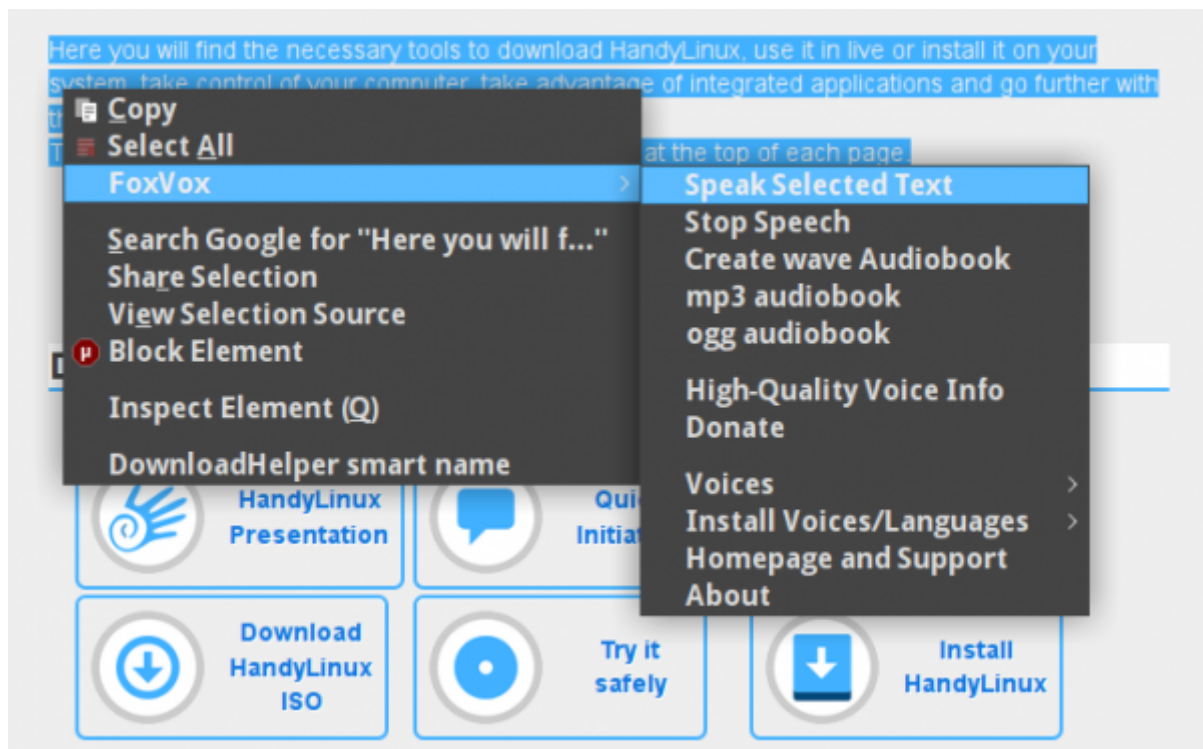 Here you will find the necessary tools to download HandyLinux, use it in live or install it on your
system, take control of your computer, take advantage of integrated applications and go further with
at the top of each page.
Copy
Select All
FoxVox
Search Google for "Here you will f..."
Share Selection
View Selection Source
Block Element
Inspect Element (Q)
DownloadHelper smart name
Speak Selected Text
Stop Speech
Create wave Audiobook
mp3 audiobook
ogg audiobook
High-Quality Voice Info
Donate
Voices
Install Voices/Languages
Homepage and Support
About
HandyLinux
Presentation
Download
HandyLinux
ISO
Try it
safely
Install
HandyLinux